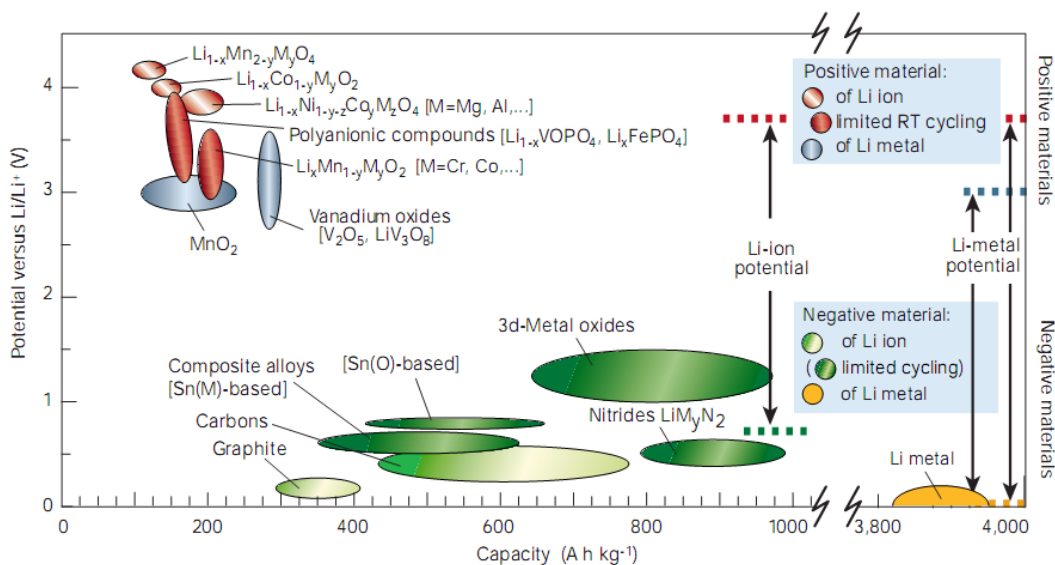 Li₁₋ₓMn₂₋yMyO₄
Li₁₋ₓCo₁₋yMyO₂
Li₁₋ₓNi₁₋y₋zCoyMzO₄ [M=Mg, Al,...]
Polyanionic compounds [Li₁₋ₓVOPO₄, LiₓFePO₄]
LiₓMn₁₋yMyO₂ [M=Cr, Co,...]
Vanadium oxides
[V₂O₅, LiV₃O₈]
MnO₂
Positive material:
of Li ion
limited RT cycling
of Li metal
Positive materials
Li-ion
potential
Li-metal
potential
Negative material:
of Li ion
( limited cycling)
of Li metal
Negative materials
3d-Metal oxides
[Sn(O)-based]
Composite alloys
[Sn(M)-based]
Carbons
Graphite
Nitrides LiMyN₂
Li metal
Potential versus Li/Li⁺ (V)
4
3
2
1
0
0 200 400 600 800 1000 3,800 4,000
Capacity (A h kg⁻¹)